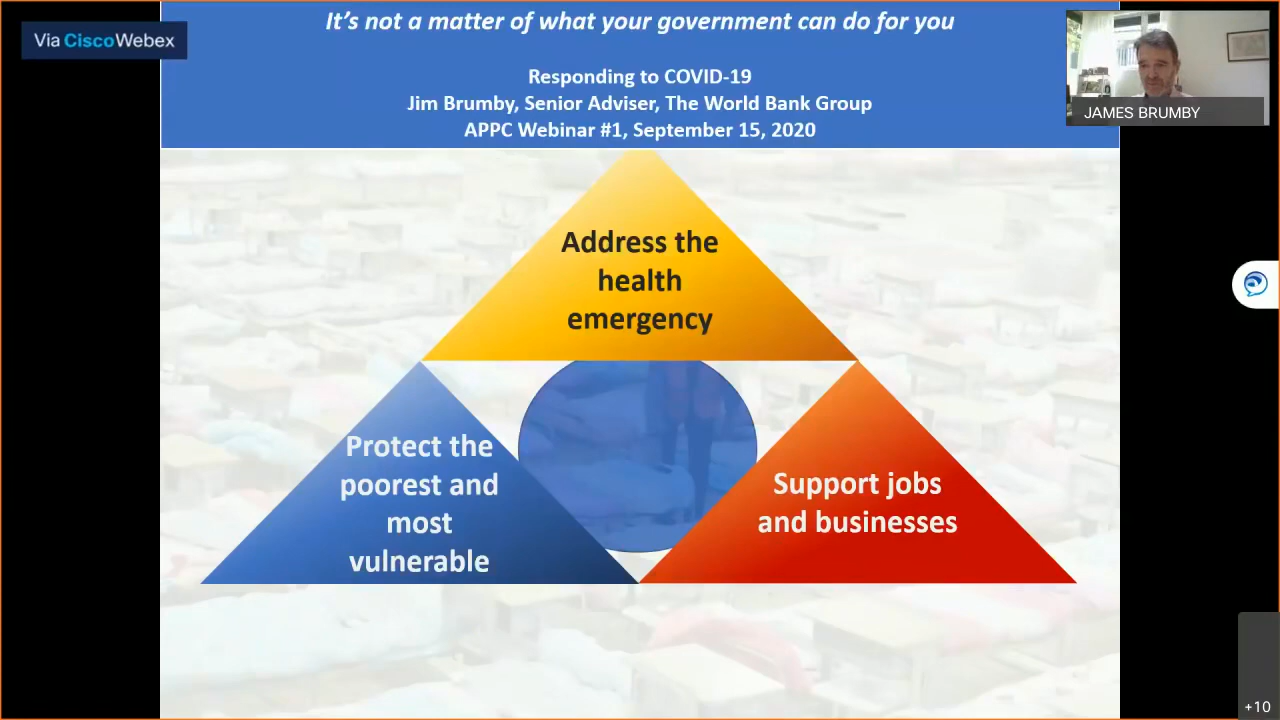 Via CiscoWebex
It's not a matter of what your government can do for you
Responding to COVID-19
Jim Brumby, Senior Adviser, The World Bank Group
APPC Webinar #1, September 15, 2020
JAMES BRUMBY
Address the
health
emergency
Protect the
poorest and
most
vulnerable
Support jobs
and businesses
+10